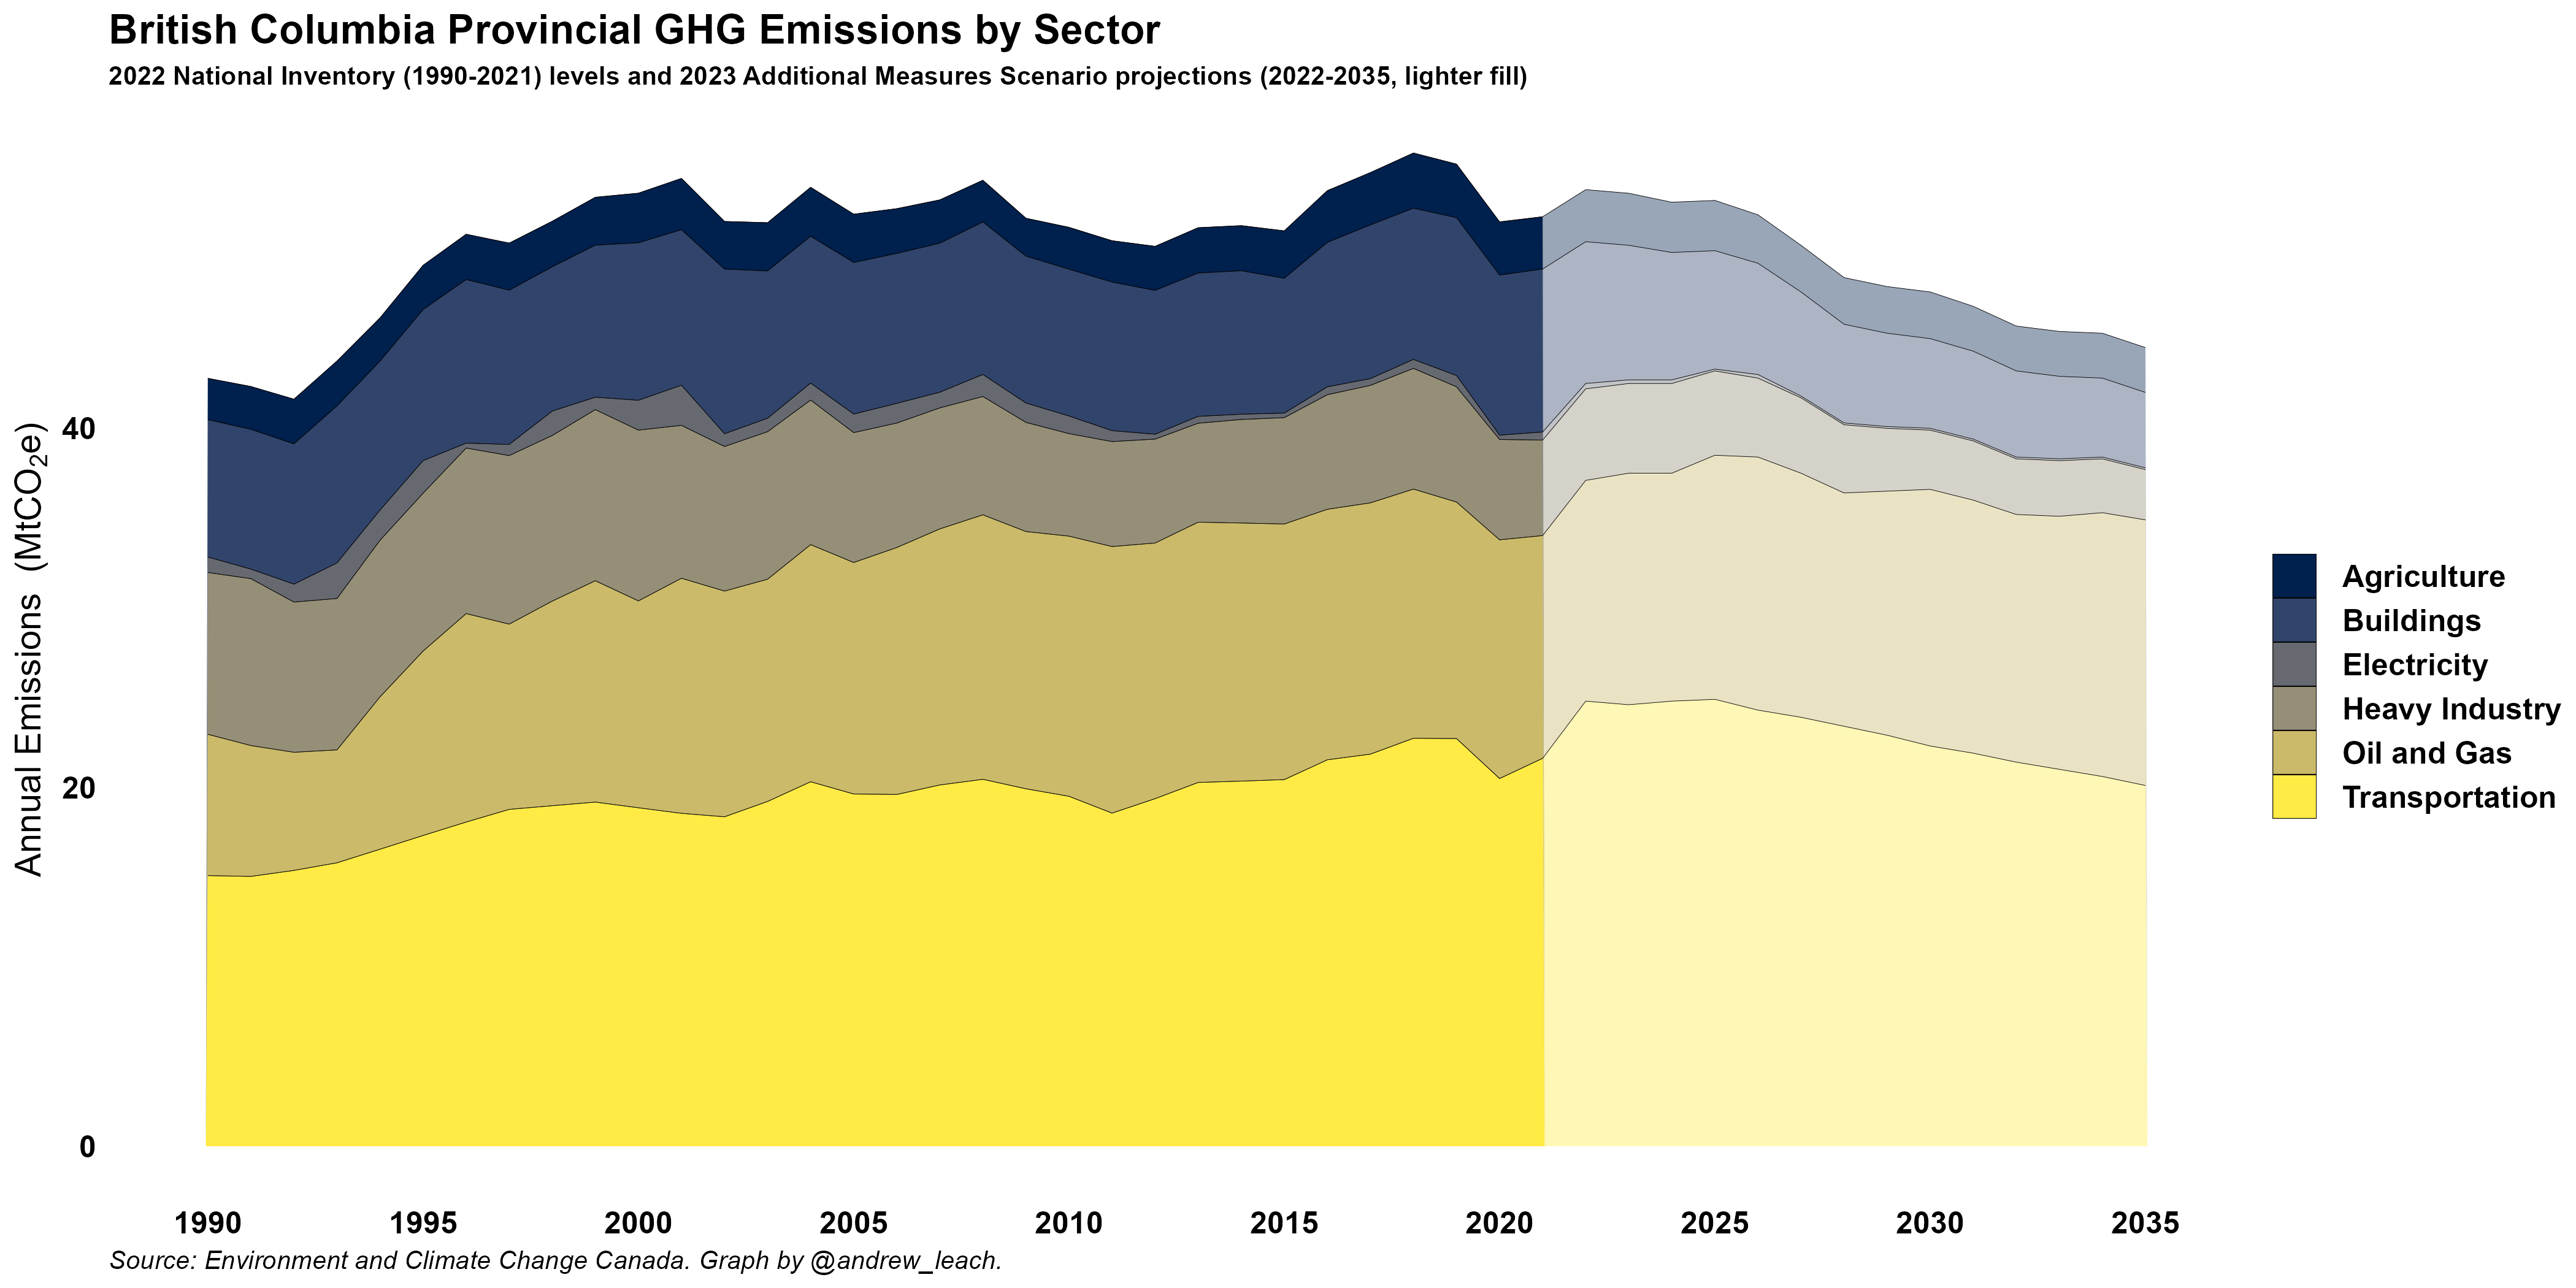 British Columbia Provincial GHG Emissions by Sector
2022 National Inventory (1990-2021) levels and 2023 Additional Measures Scenario projections (2022-2035, lighter fill)
Annual Emissions (MtCO₂e)
40
20
0
Agriculture
Buildings
Electricity
Heavy Industry
Oil and Gas
Transportation
1990 1995 2000 2005 2010 2015 2020 2025 2030 2035
Source: Environment and Climate Change Canada. Graph by @andrew_leach.